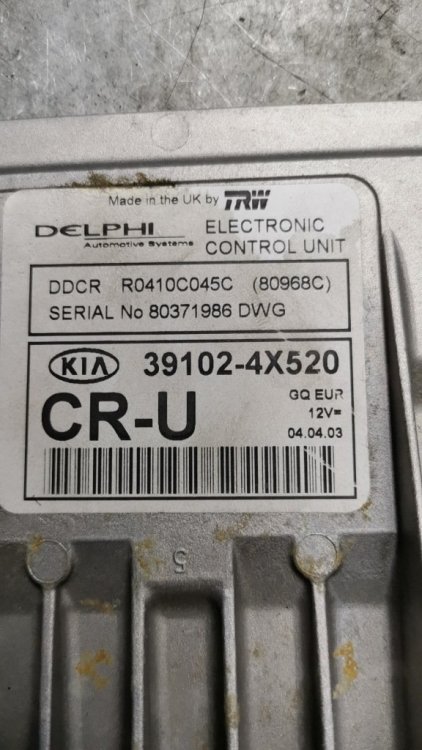 Made in the UK by TRW
DELPHI
Automotive Systems
ELECTRONIC
CONTROL UNIT
DDCR R0410C045C (80968C)
SERIAL No 80371986 DWG
KIA 39102-4X520
CR-U
GQ EUR
12V=
04.04.03
5